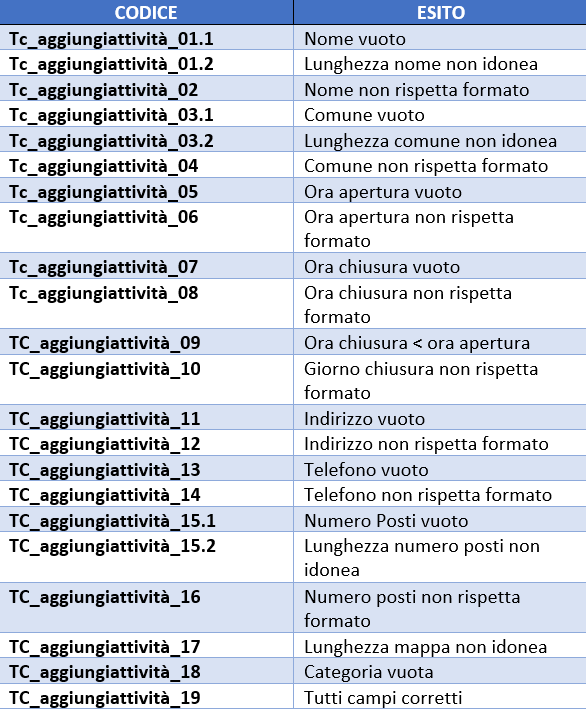 CODICE ESITO
Tc_aggiungiattività_01.1 Nome vuoto
Tc_aggiungiattività_01.2 Lunghezza nome non idonea
Tc_aggiungiattività_02 Nome non rispetta formato
Tc_aggiungiattività_03.1 Comune vuoto
Tc_aggiungiattività_03.2 Lunghezza comune non idonea
Tc_aggiungiattività_04 Comune non rispetta formato
Tc_aggiungiattività_05 Ora apertura vuoto
Tc_aggiungiattività_06 Ora apertura non rispetta
formato
Tc_aggiungiattività_07 Ora chiusura vuoto
Tc_aggiungiattività_08 Ora chiusura non rispetta
formato
TC_aggiungiattività_09 Ora chiusura < ora apertura
TC_aggiungiattività_10 Giorno chiusura non rispetta
formato
TC_aggiungiattività_11 Indirizzo vuoto
TC_aggiungiattività_12 Indirizzo non rispetta formato
TC_aggiungiattività_13 Telefono vuoto
TC_aggiungiattività_14 Telefono non rispetta formato
TC_aggiungiattività_15.1 Numero Posti vuoto
TC_aggiungiattività_15.2 Lunghezza numero posti non
idonea
TC_aggiungiattività_16 Numero posti non rispetta
formato
TC_aggiungiattività_17 Lunghezza mappa non idonea
TC_aggiungiattività_18 Categoria vuota
TC_aggiungiattività_19 Tutti campi corretti